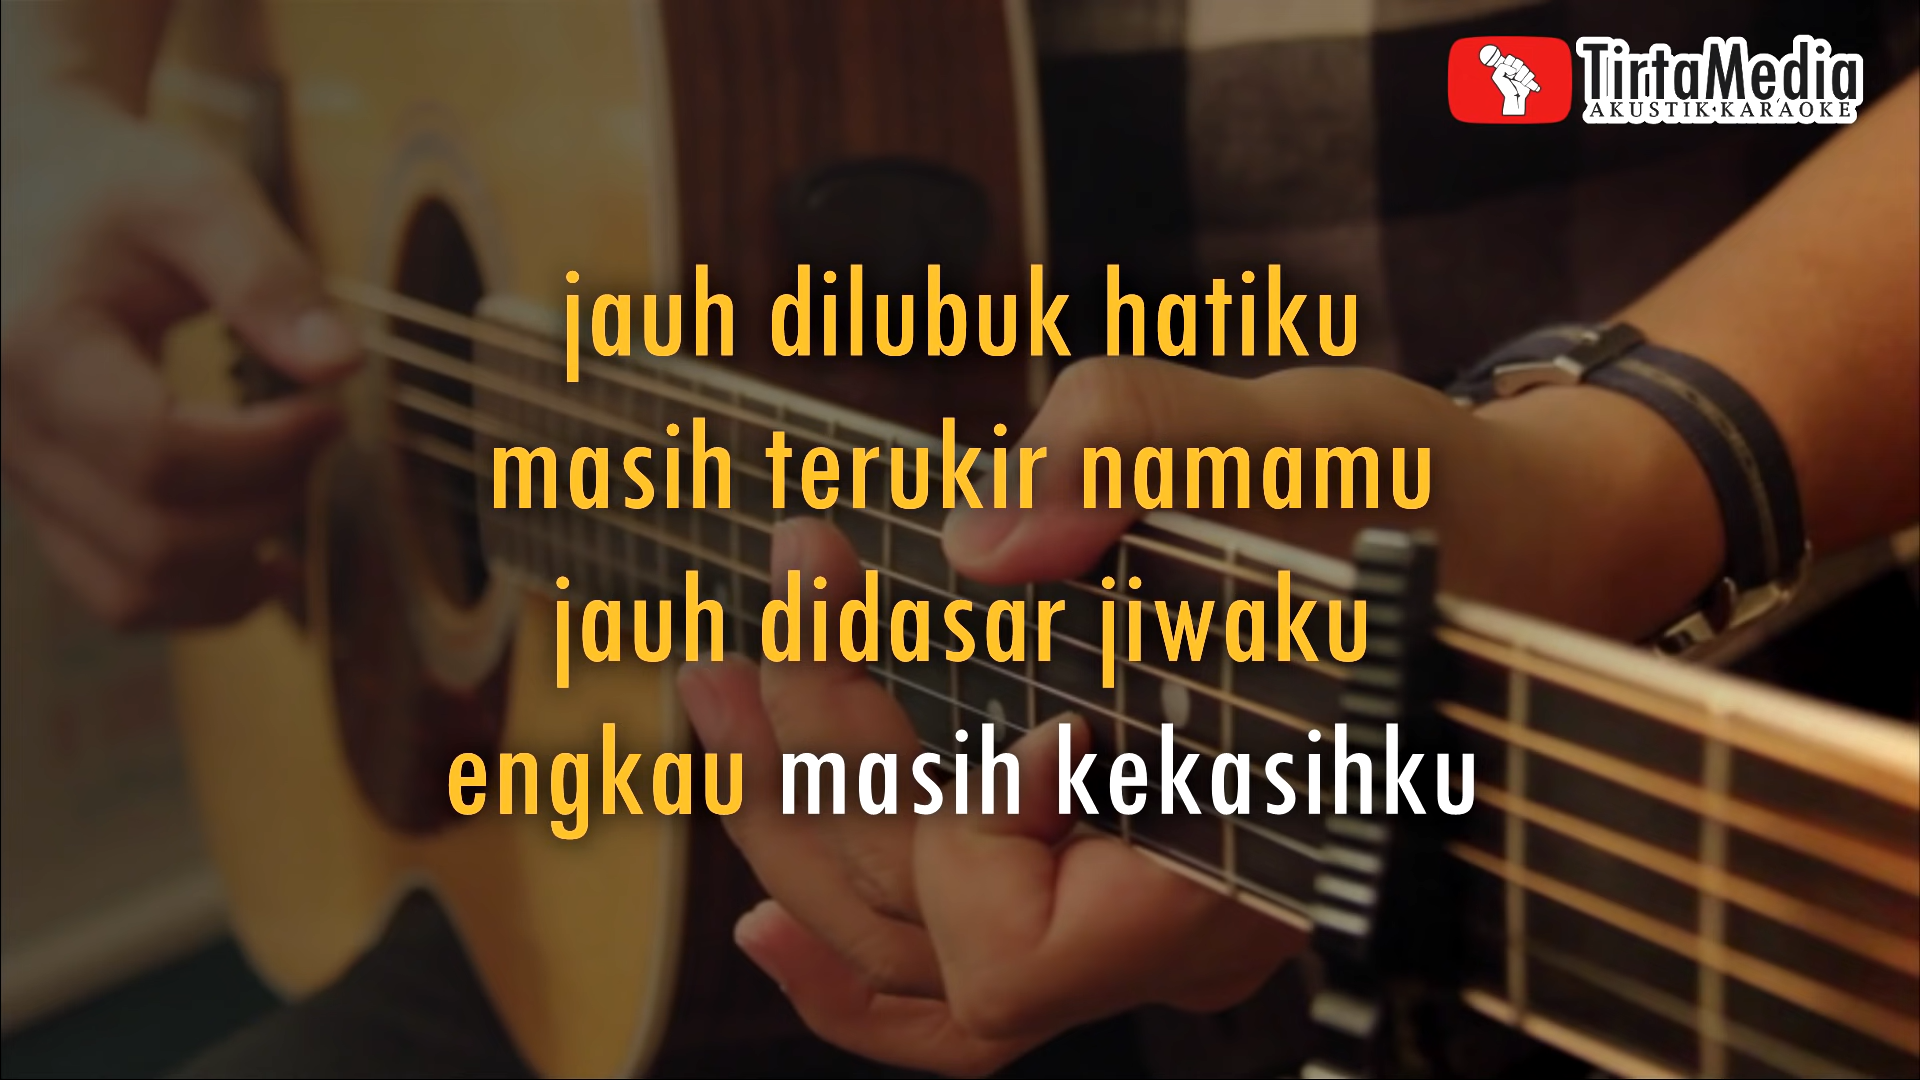 TirtaMedia
AKUSTIK KARAOKE
jauh dilubuk hatiku
masih terukir namamu
jauh didasar jiwaku
engkau masih kekasihku